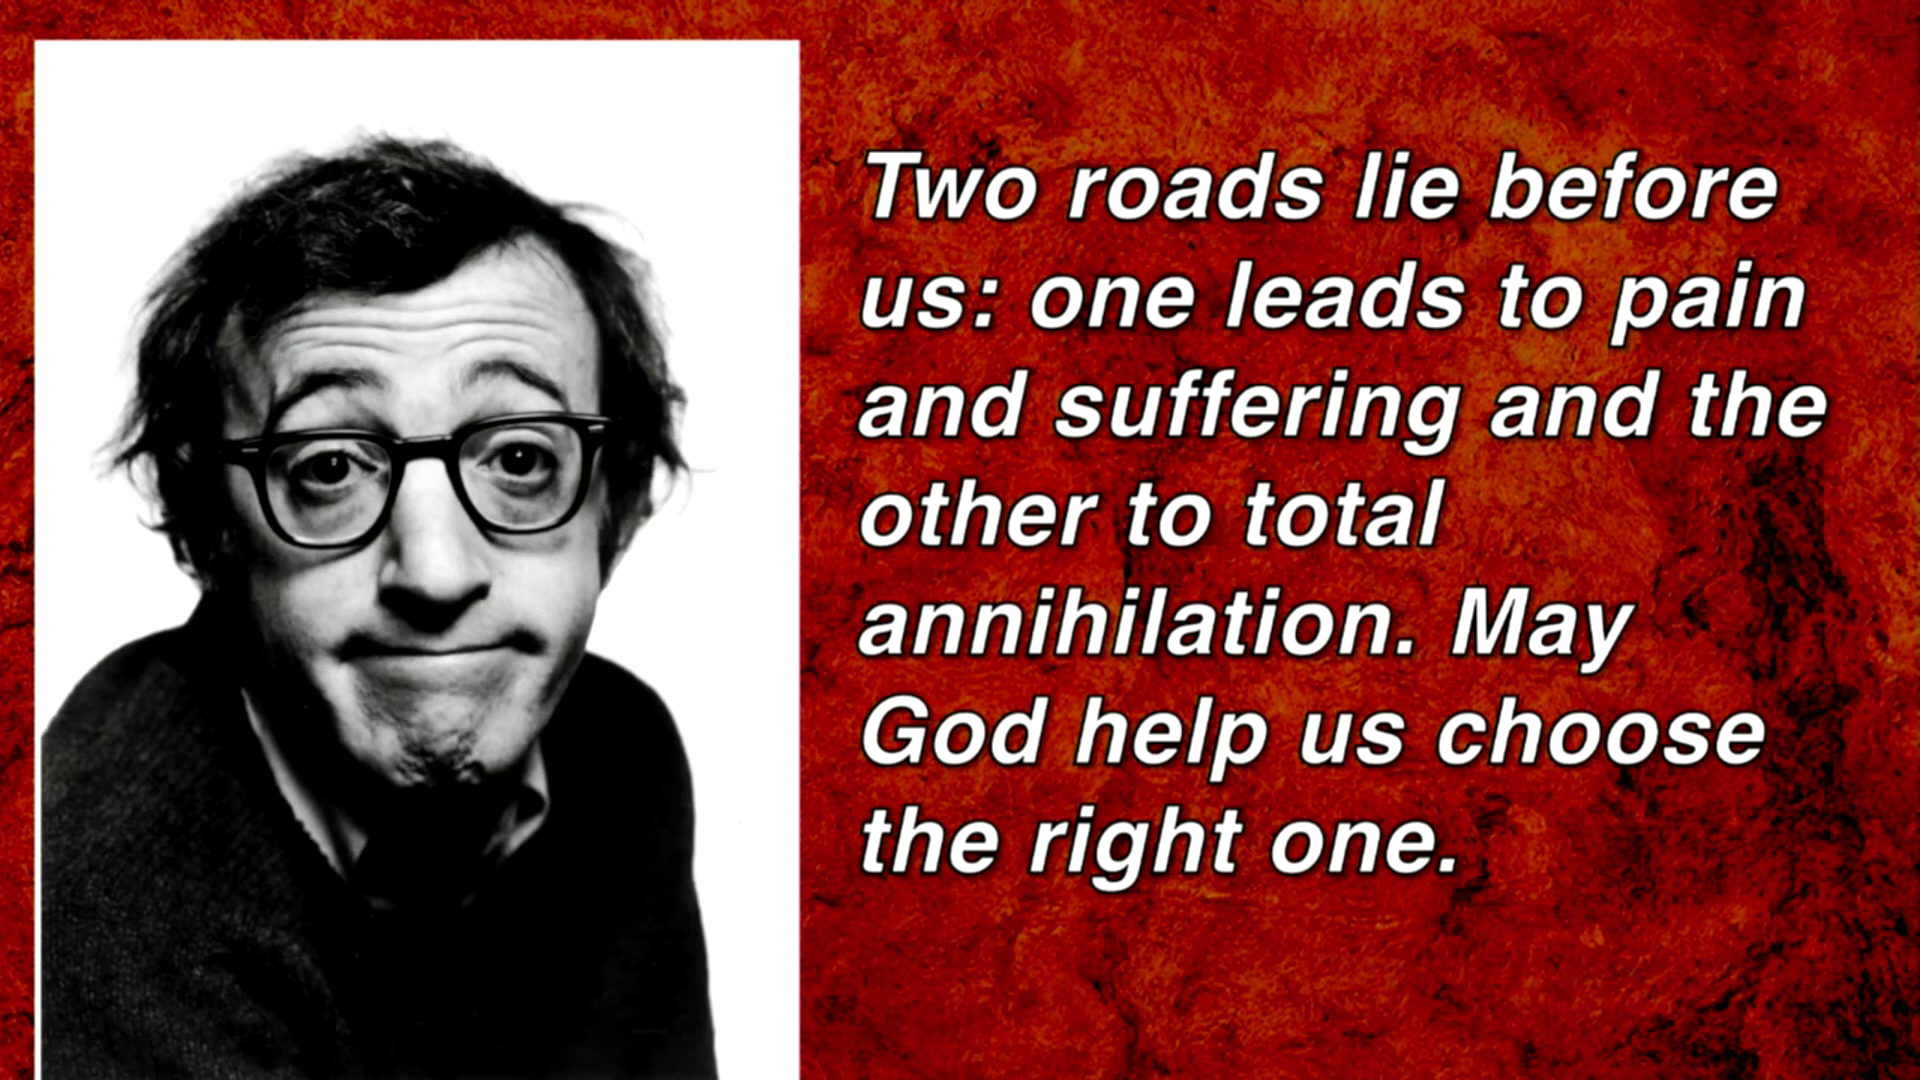 Two roads lie before
us: one leads to pain
and suffering and the
other to total
annihilation. May
God help us choose
the right one.